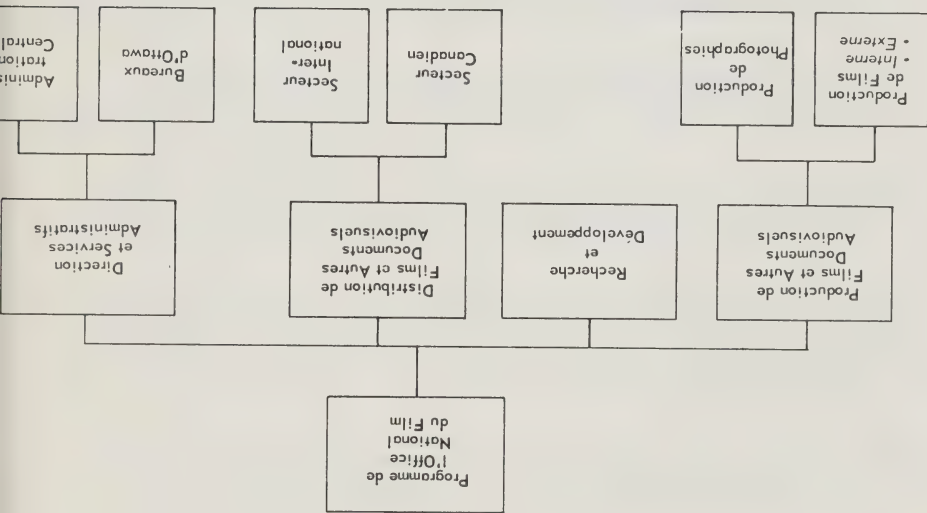 Programme de
l'Office
National
du Film
Production de
Films et Autres
Documents
Audiovisuels
Recherche
et
Développement
Distribution de
Films et Autres
Documents
Audiovisuels
Direction
et Services
Administratifs
Production
de Films
• Interne
• Externe
Production
de
Photographies
Secteur
Canadien
Secteur
Inter-
national
Bureaux
d'Ottawa
Adminis
tration
Central